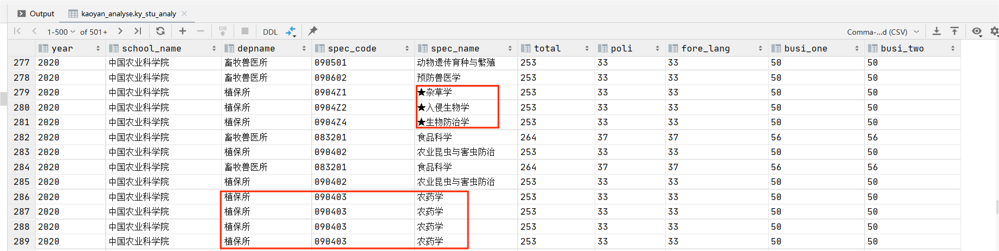 Output kaoyan_analyse.ky_stu_analy
1-500 of 501+ DB DDL Comma-...d (CSV)
year school_name depname spec_code spec_name total poli fore_lang busi_one busi_two
277 2020 中国农业科学院 畜牧兽医所 090501 动物遗传育种与繁殖 253 33 33 50 50
278 2020 中国农业科学院 畜牧兽医所 090602 预防兽医学 253 33 33 50 50
279 2020 中国农业科学院 植保所 0904Z1 ★杂草学 253 33 33 50 50
280 2020 中国农业科学院 植保所 0904Z2 ★入侵生物学 253 33 33 50 50
281 2020 中国农业科学院 植保所 0904Z4 ★生物防治学 253 33 33 50 50
282 2020 中国农业科学院 畜牧兽医所 083201 食品科学 264 37 37 56 56
283 2020 中国农业科学院 植保所 090402 农业昆虫与害虫防治 253 33 33 50 50
284 2020 中国农业科学院 畜牧兽医所 083201 食品科学 264 37 37 56 56
285 2020 中国农业科学院 植保所 090402 农业昆虫与害虫防治 253 33 33 50 50
286 2020 中国农业科学院 植保所 090403 农药学 253 33 33 50 50
287 2020 中国农业科学院 植保所 090403 农药学 253 33 33 50 50
288 2020 中国农业科学院 植保所 090403 农药学 253 33 33 50 50
289 2020 中国农业科学院 植保所 090403 农药学 253 33 33 50 50